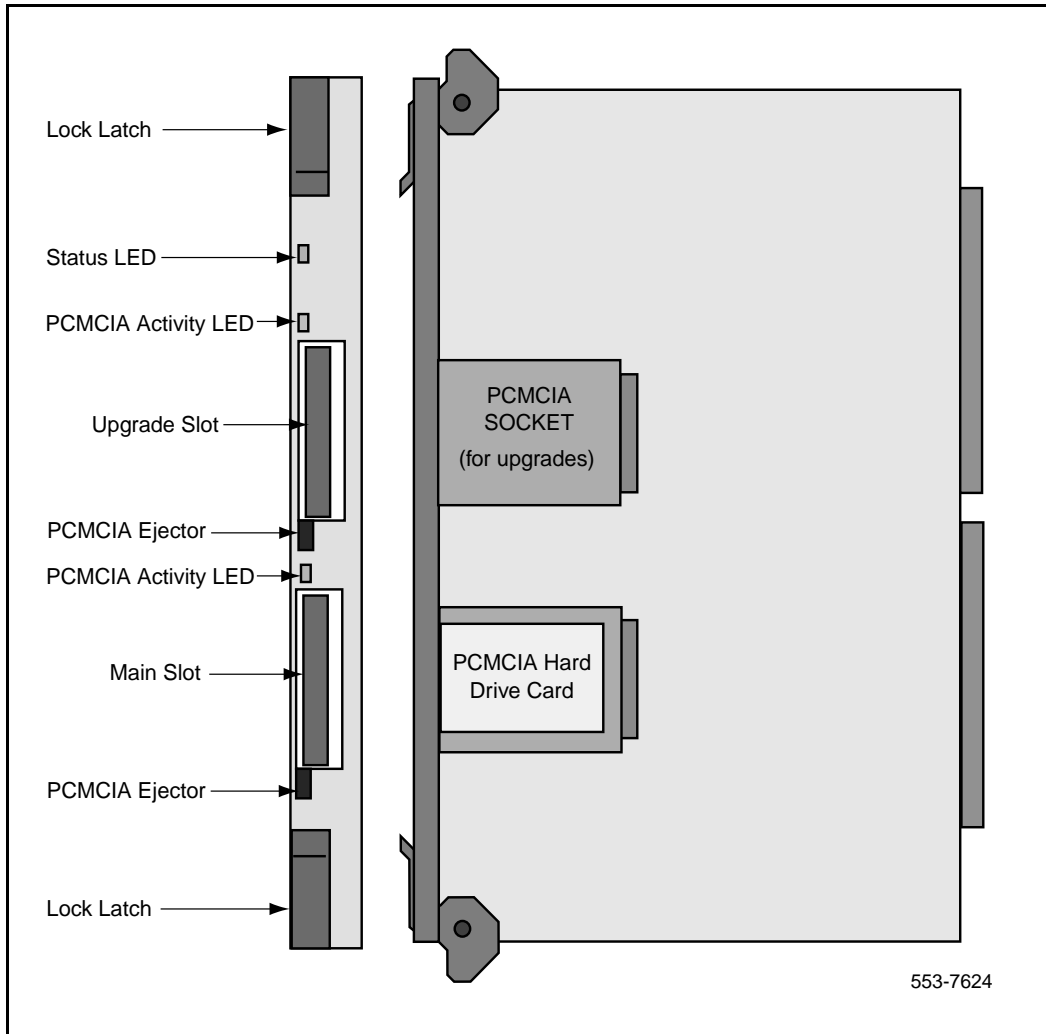 Lock Latch
Status LED
PCMCIA Activity LED
Upgrade Slot
PCMCIA Ejector
PCMCIA Activity LED
Main Slot
PCMCIA Ejector
Lock Latch
PCMCIA
SOCKET
(for upgrades)
PCMCIA Hard
Drive Card
553-7624